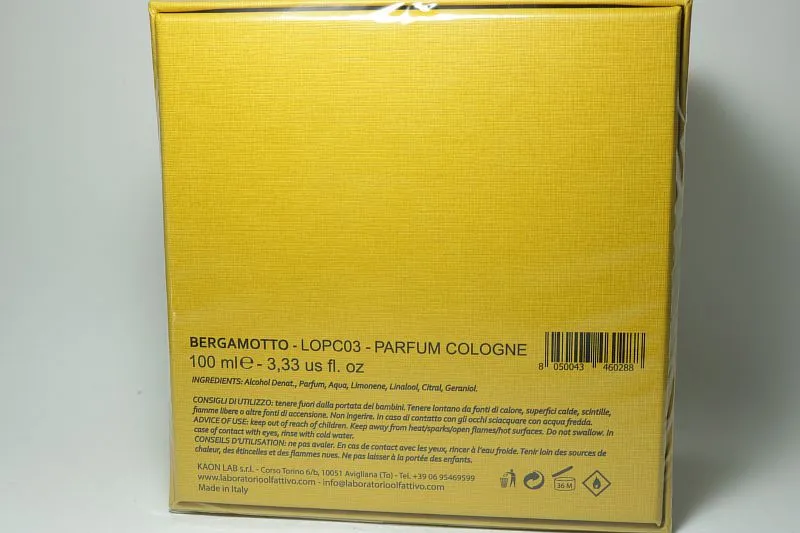 BERGAMOTTO - LOPC03 - PARFUM COLOGNE
100 ml ℮ - 3,33 us fl. oz
8 050043 460288
INGREDIENTS: Alcohol Denat., Parfum, Aqua, Limonene, Linalool, Citral, Geraniol.
CONSIGLI DI UTILIZZO: tenere fuori dalla portata dei bambini. Tenere lontano da fonti di calore, superfici calde, scintille,
fiamme libere o altre fonti di accensione. Non ingerire. In caso di contatto con gli occhi sciacquare con acqua fredda.
ADVICE OF USE: keep out of reach of children. Keep away from heat/sparks/open flames/hot surfaces. Do not swallow. In
case of contact with eyes, rinse with cold water.
CONSEILS D'UTILISATION: ne pas avaler. En cas de contact avec les yeux, rincer à l'eau froide. Tenir loin des sources de
chaleur, des étincelles et des flammes nues. Ne pas laisser à la portée des enfants.
KAON LAB s.r.l. - Corso Torino 6/b, 10051 Avigliana (To) - Tel. +39 06 95469599
www.laboratorioolfattivo.com - info@laboratorioolfattivo.com
Made in Italy
36 M